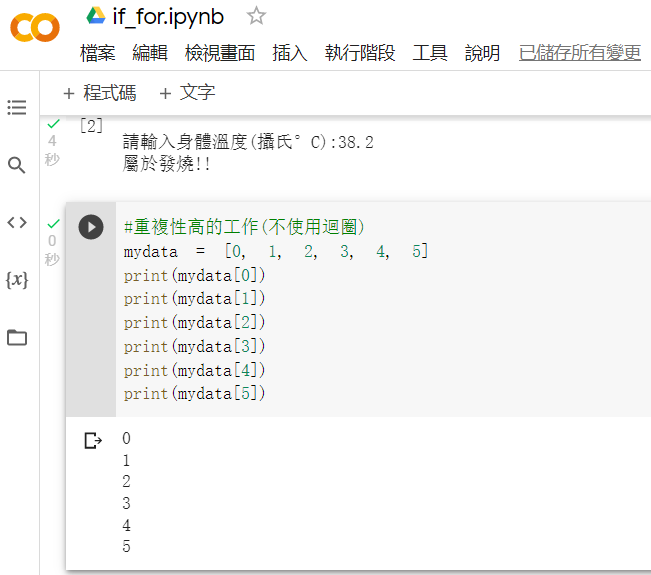 if_for.ipynb
檔案 編輯 檢視畫面 插入 執行階段 工具 說明 已儲存所有變更
+ 程式碼 + 文字
[2]
4
秒
請輸入身體溫度(攝氏°C):38.2
屬於發燒!!
0
秒
#重複性高的工作(不使用迴圈)
mydata = [0, 1, 2, 3, 4, 5]
print(mydata[0])
print(mydata[1])
print(mydata[2])
print(mydata[3])
print(mydata[4])
print(mydata[5])
{x}
0
1
2
3
4
5